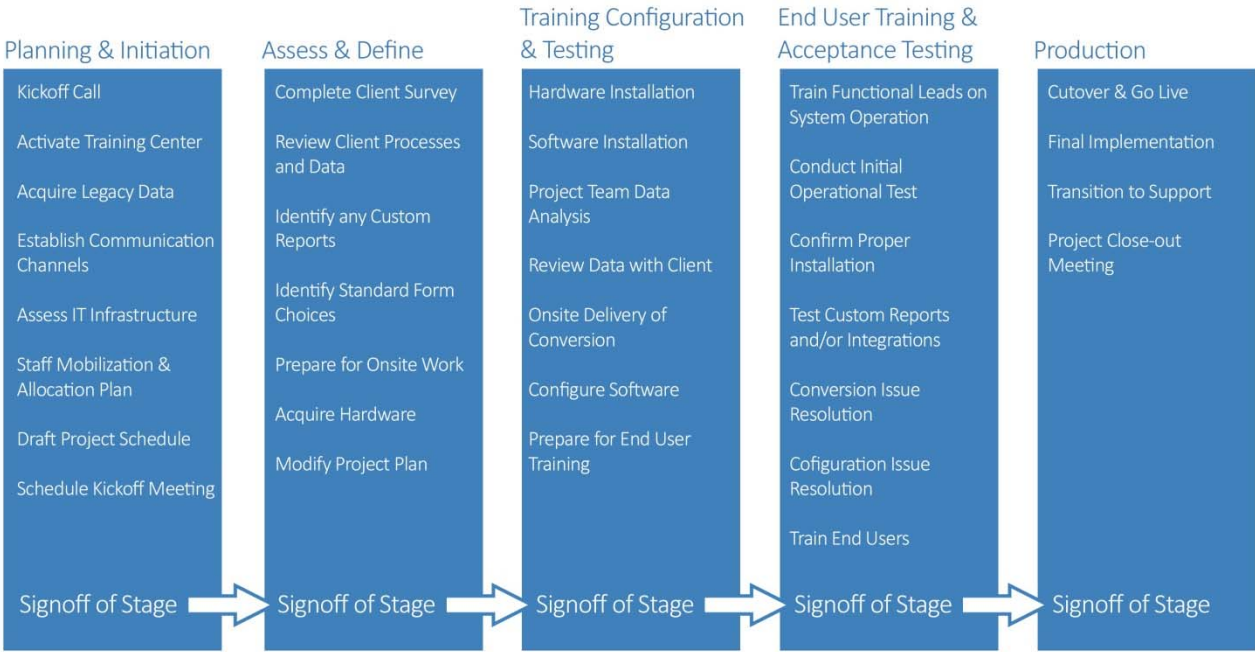 Planning & Initiation
Kickoff Call
Activate Training Center
Acquire Legacy Data
Establish Communication
Channels
Assess IT Infrastructure
Staff Mobilization &
Allocation Plan
Draft Project Schedule
Schedule Kickoff Meeting
Signoff of Stage
Assess & Define
Complete Client Survey
Review Client Processes
and Data
Identify any Custom
Reports
Identify Standard Form
Choices
Prepare for Onsite Work
Acquire Hardware
Modify Project Plan
Signoff of Stage
Training Configuration
& Testing
Hardware Installation
Software Installation
Project Team Data
Analysis
Review Data with Client
Onsite Delivery of
Conversion
Configure Software
Prepare for End User
Training
Signoff of Stage
End User Training &
Acceptance Testing
Train Functional Leads on
System Operation
Conduct Initial
Operational Test
Confirm Proper
Installation
Test Custom Reports
and/or Integrations
Conversion Issue
Resolution
Cofiguration Issue
Resolution
Train End Users
Signoff of Stage
Production
Cutover & Go Live
Final Implementation
Transition to Support
Project Close-out
Meeting
Signoff of Stage